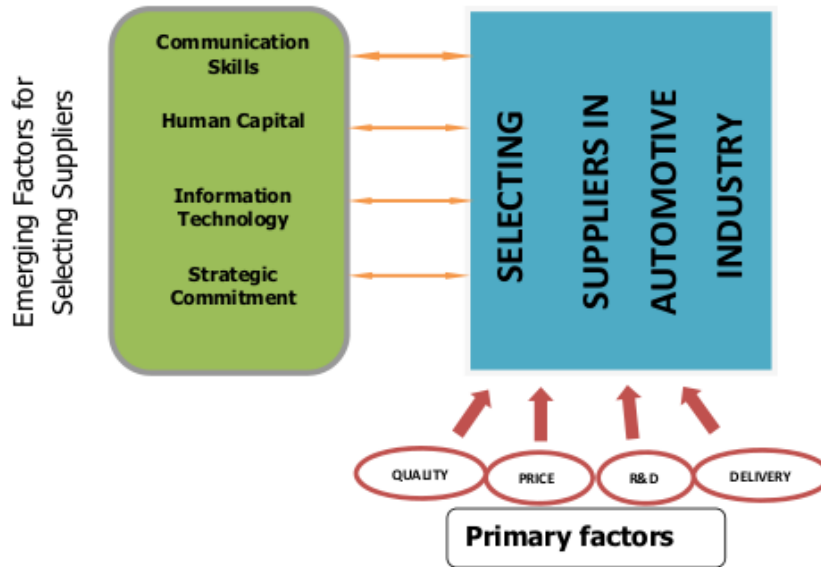 Emerging Factors for
Selecting Suppliers
Communication
Skills
Human Capital
Information
Technology
Strategic
Commitment
SELECTING
SUPPLIERS IN
AUTOMOTIVE
INDUSTRY
QUALITY
PRICE
R&D
DELIVERY
Primary factors